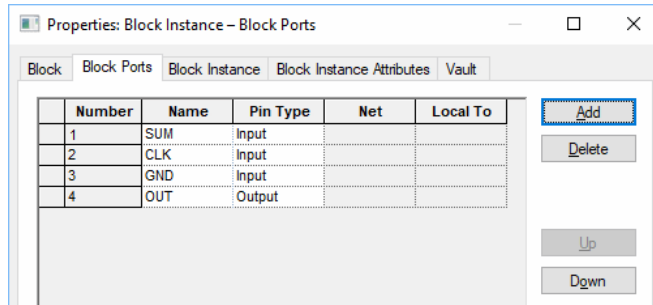 Properties: Block Instance – Block Ports
Block Block Ports Block Instance Block Instance Attributes Vault
Number Name Pin Type Net Local To
1 SUM Input
2 CLK Input
3 GND Input
4 OUT Output
Add
Delete
Up
Down